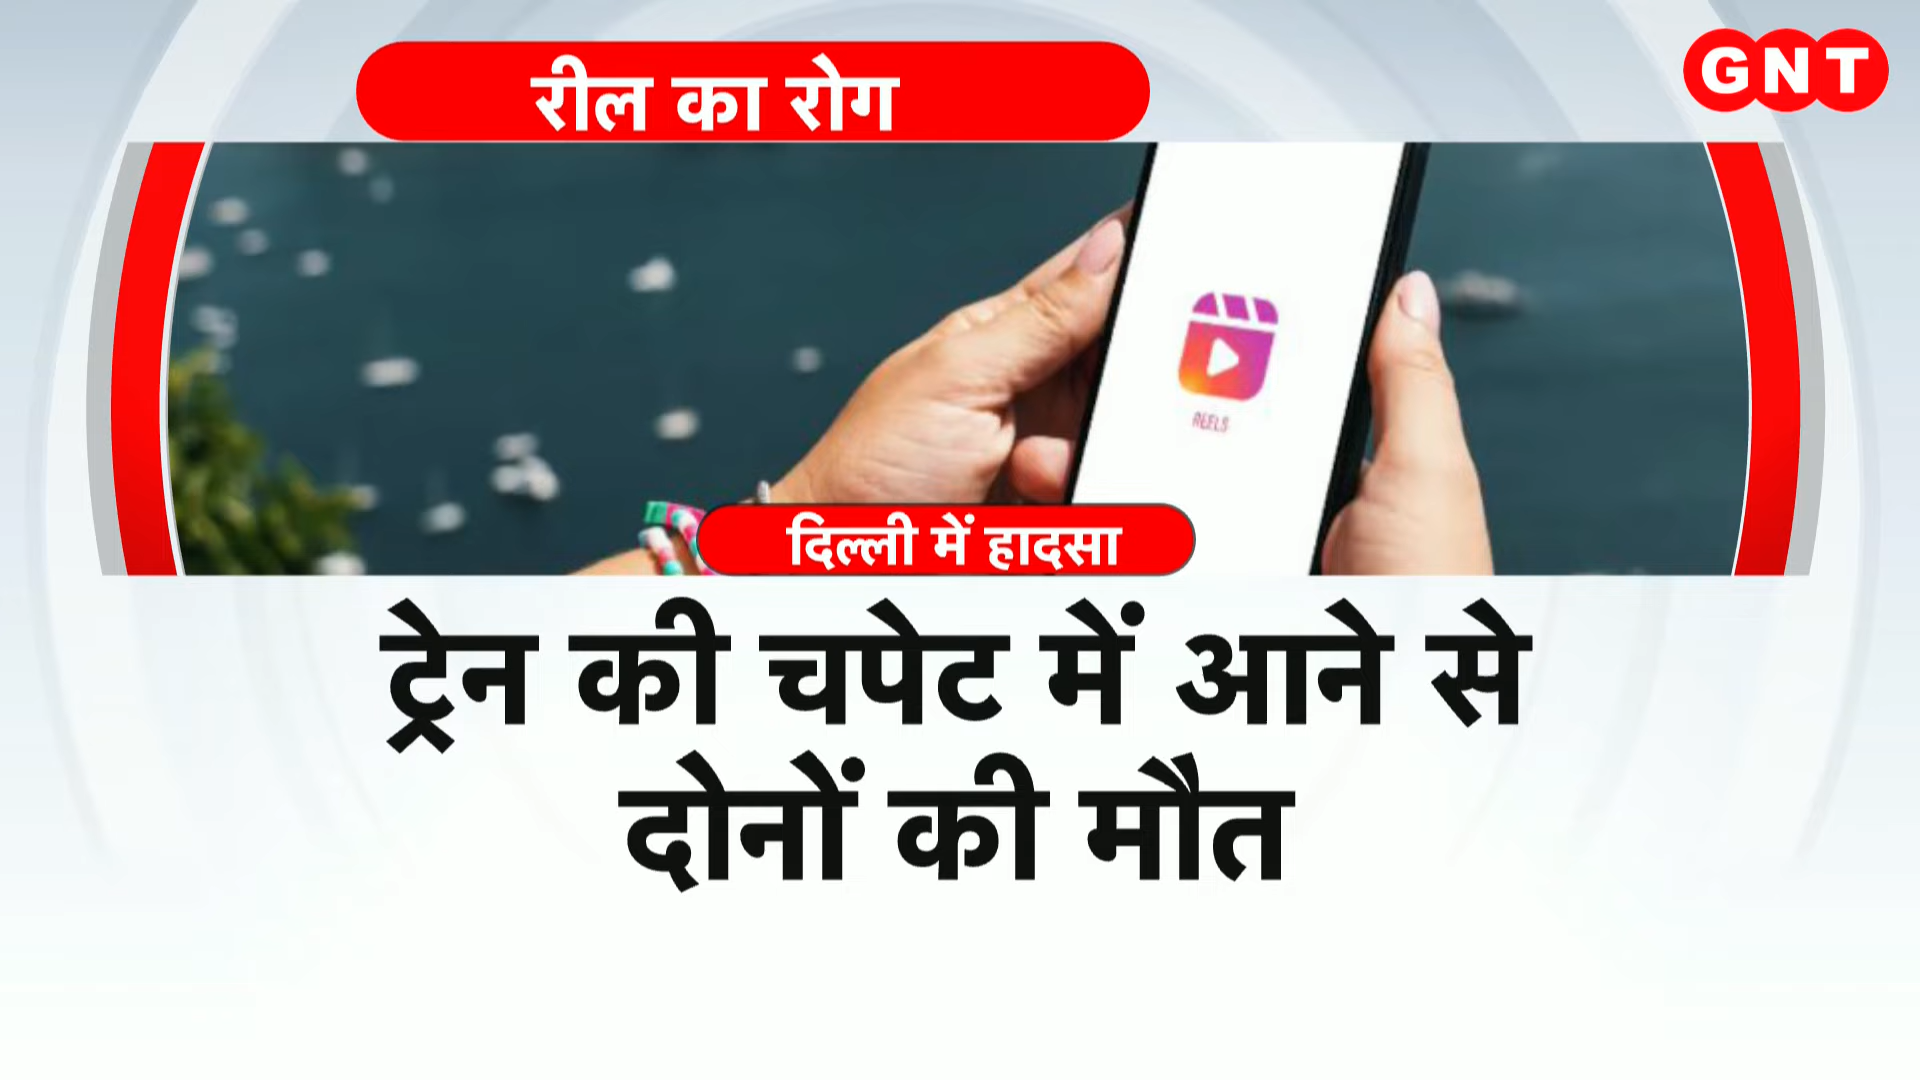 रील का रोग
GNT
REELS
दिल्ली में हादसा
ट्रेन की चपेट में आने से
दोनों की मौत